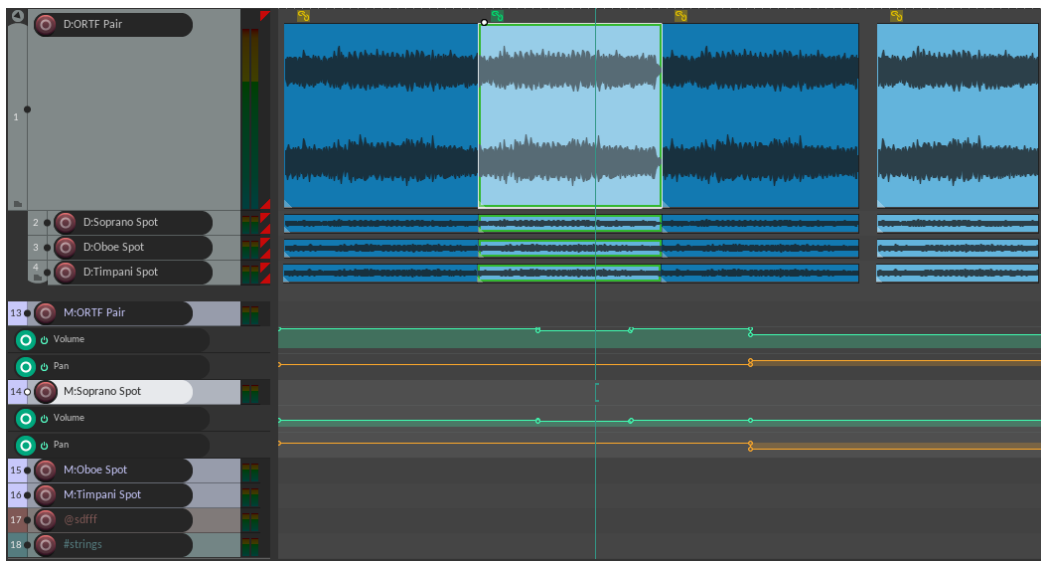 D:ORTF Pair
1
2 D:Soprano Spot
3 D:Oboe Spot
4 D:Timpani Spot
13 M:ORTF Pair
Volume
Pan
14 M:Soprano Spot
Volume
Pan
15 M:Oboe Spot
16 M:Timpani Spot
17 @sdfff
18 #strings